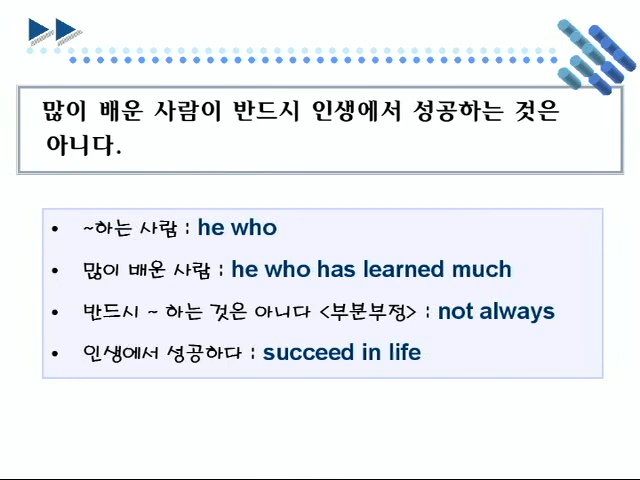 많이 배운 사람이 반드시 인생에서 성공하는 것은
아니다.
• ~하는 사람 : he who
• 많이 배운 사람 : he who has learned much
• 반드시 ~ 하는 것은 아니다 <부분부정> : not always
• 인생에서 성공하다 : succeed in life